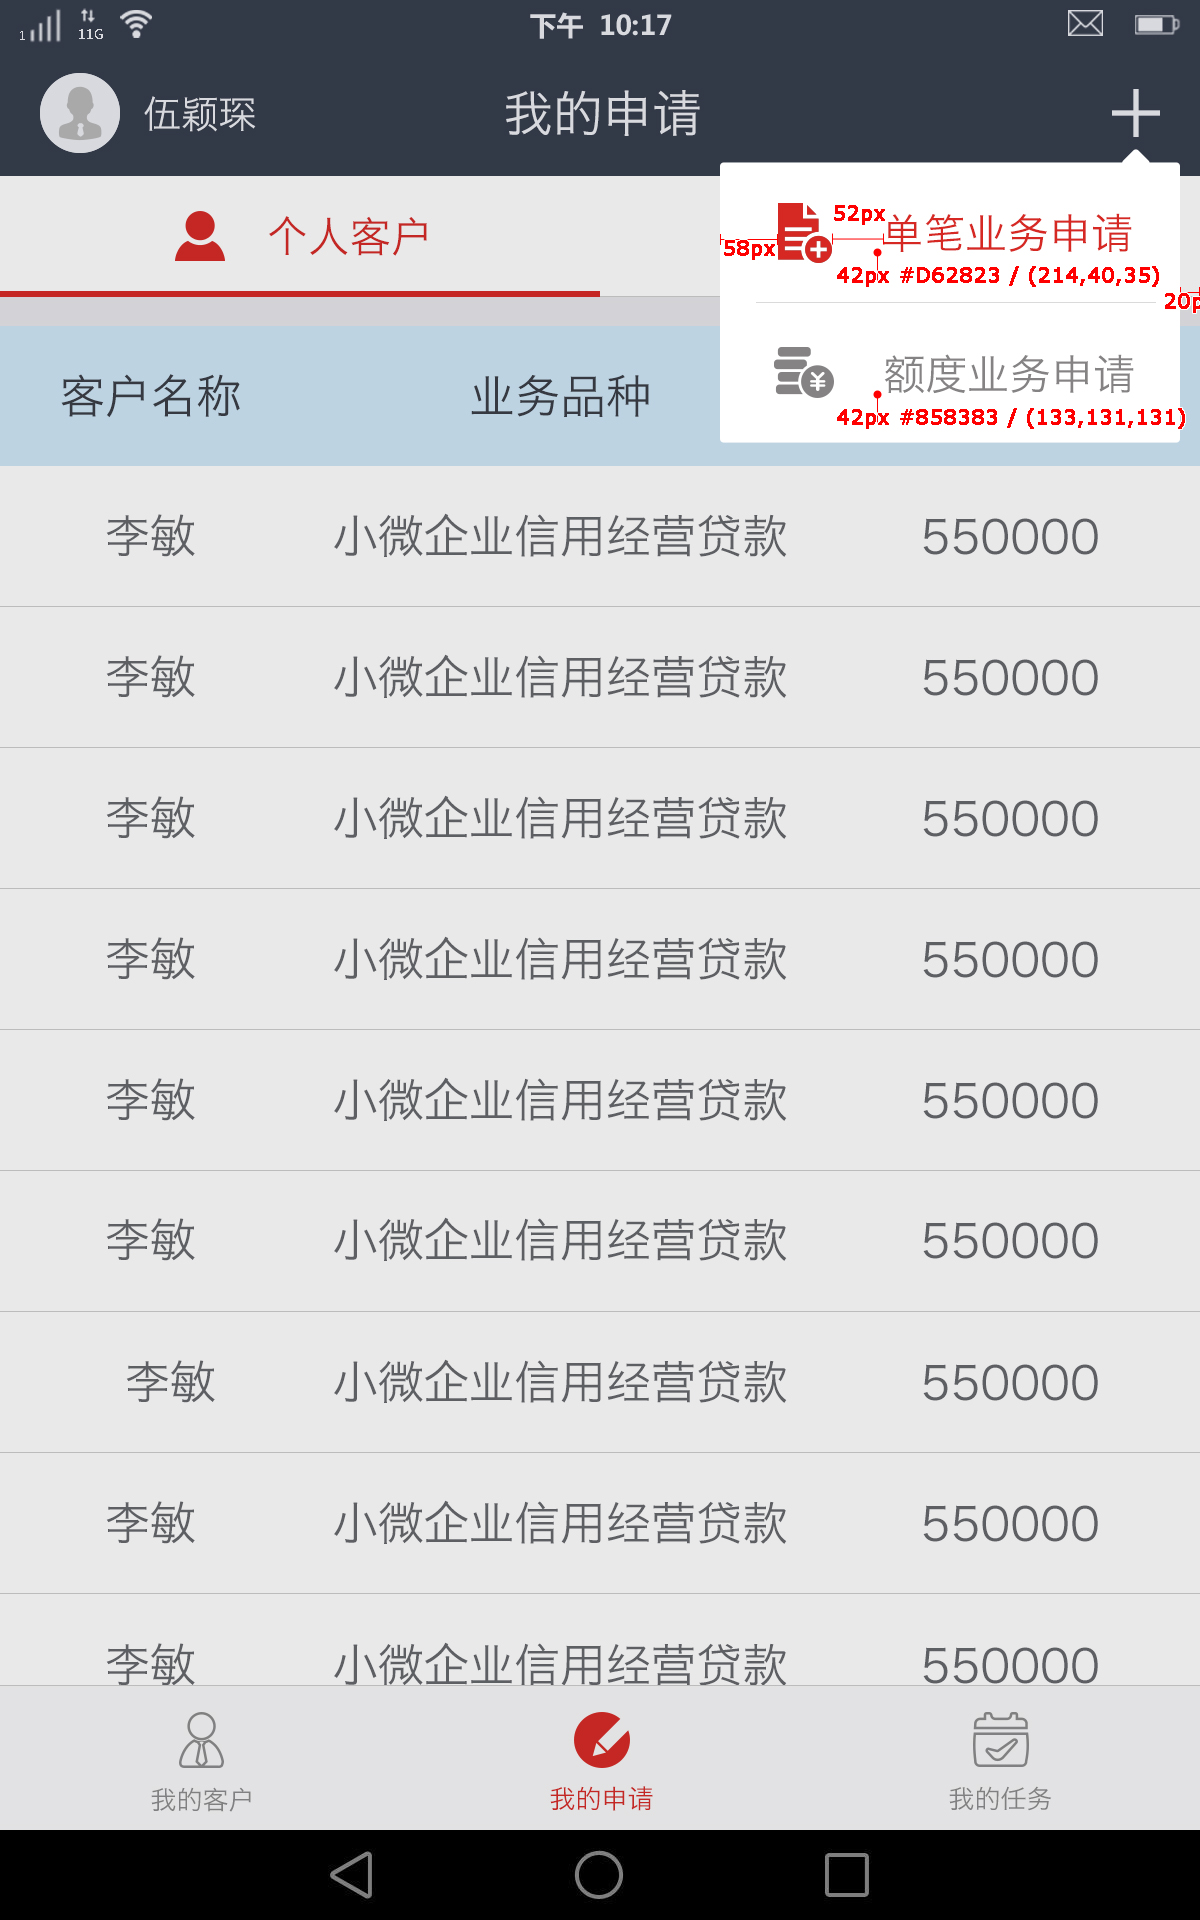 1 11G 下午 10:17
伍颖琛 我的申请
个人客户
58px 52px 单笔业务申请
42px #D62823 / (214,40,35)
20p
额度业务申请
42px #858383 / (133,131,131)
客户名称 业务品种
李敏 小微企业信用经营贷款 550000
李敏 小微企业信用经营贷款 550000
李敏 小微企业信用经营贷款 550000
李敏 小微企业信用经营贷款 550000
李敏 小微企业信用经营贷款 550000
李敏 小微企业信用经营贷款 550000
李敏 小微企业信用经营贷款 550000
李敏 小微企业信用经营贷款 550000
李敏 小微企业信用经营贷款 550000
我的客户 我的申请 我的任务